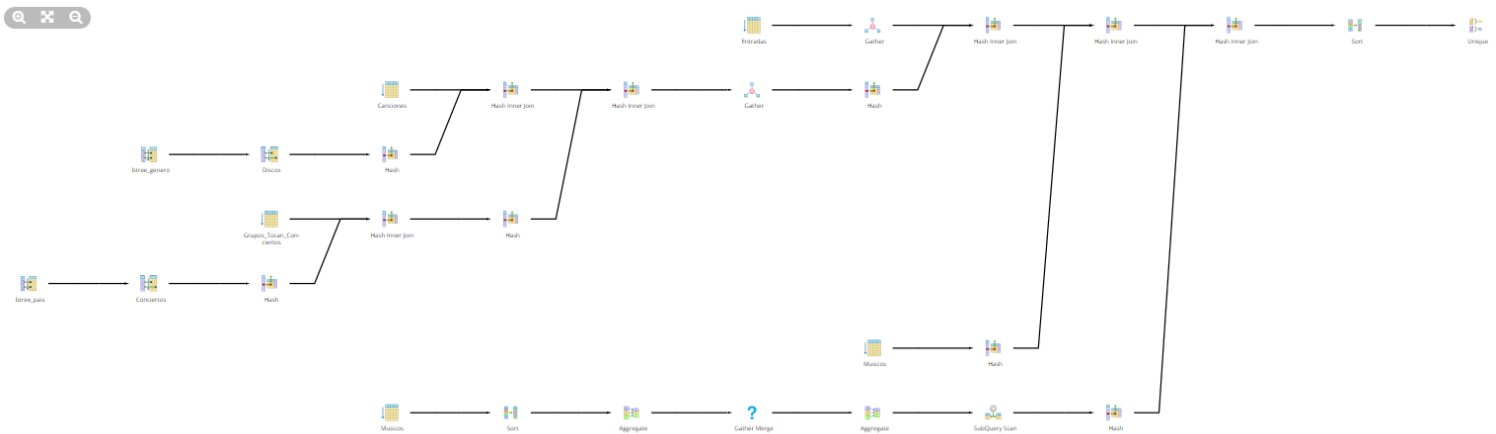 Entradas
Gather
Hash Inner Join
Hash Inner Join
Hash Inner Join
Sort
Unique
Canciones
Hash Inner Join
Hash Inner Join
Gather
Hash
btree_genero
Discos
Hash
Grupos_Tocan_Con-
ciertos
Hash Inner Join
Hash
btree_pais
Conciertos
Hash
Musicos
Hash
Musicos
Sort
Aggregate
?
Gather Merge
Aggregate
SubQuery Scan
Hash